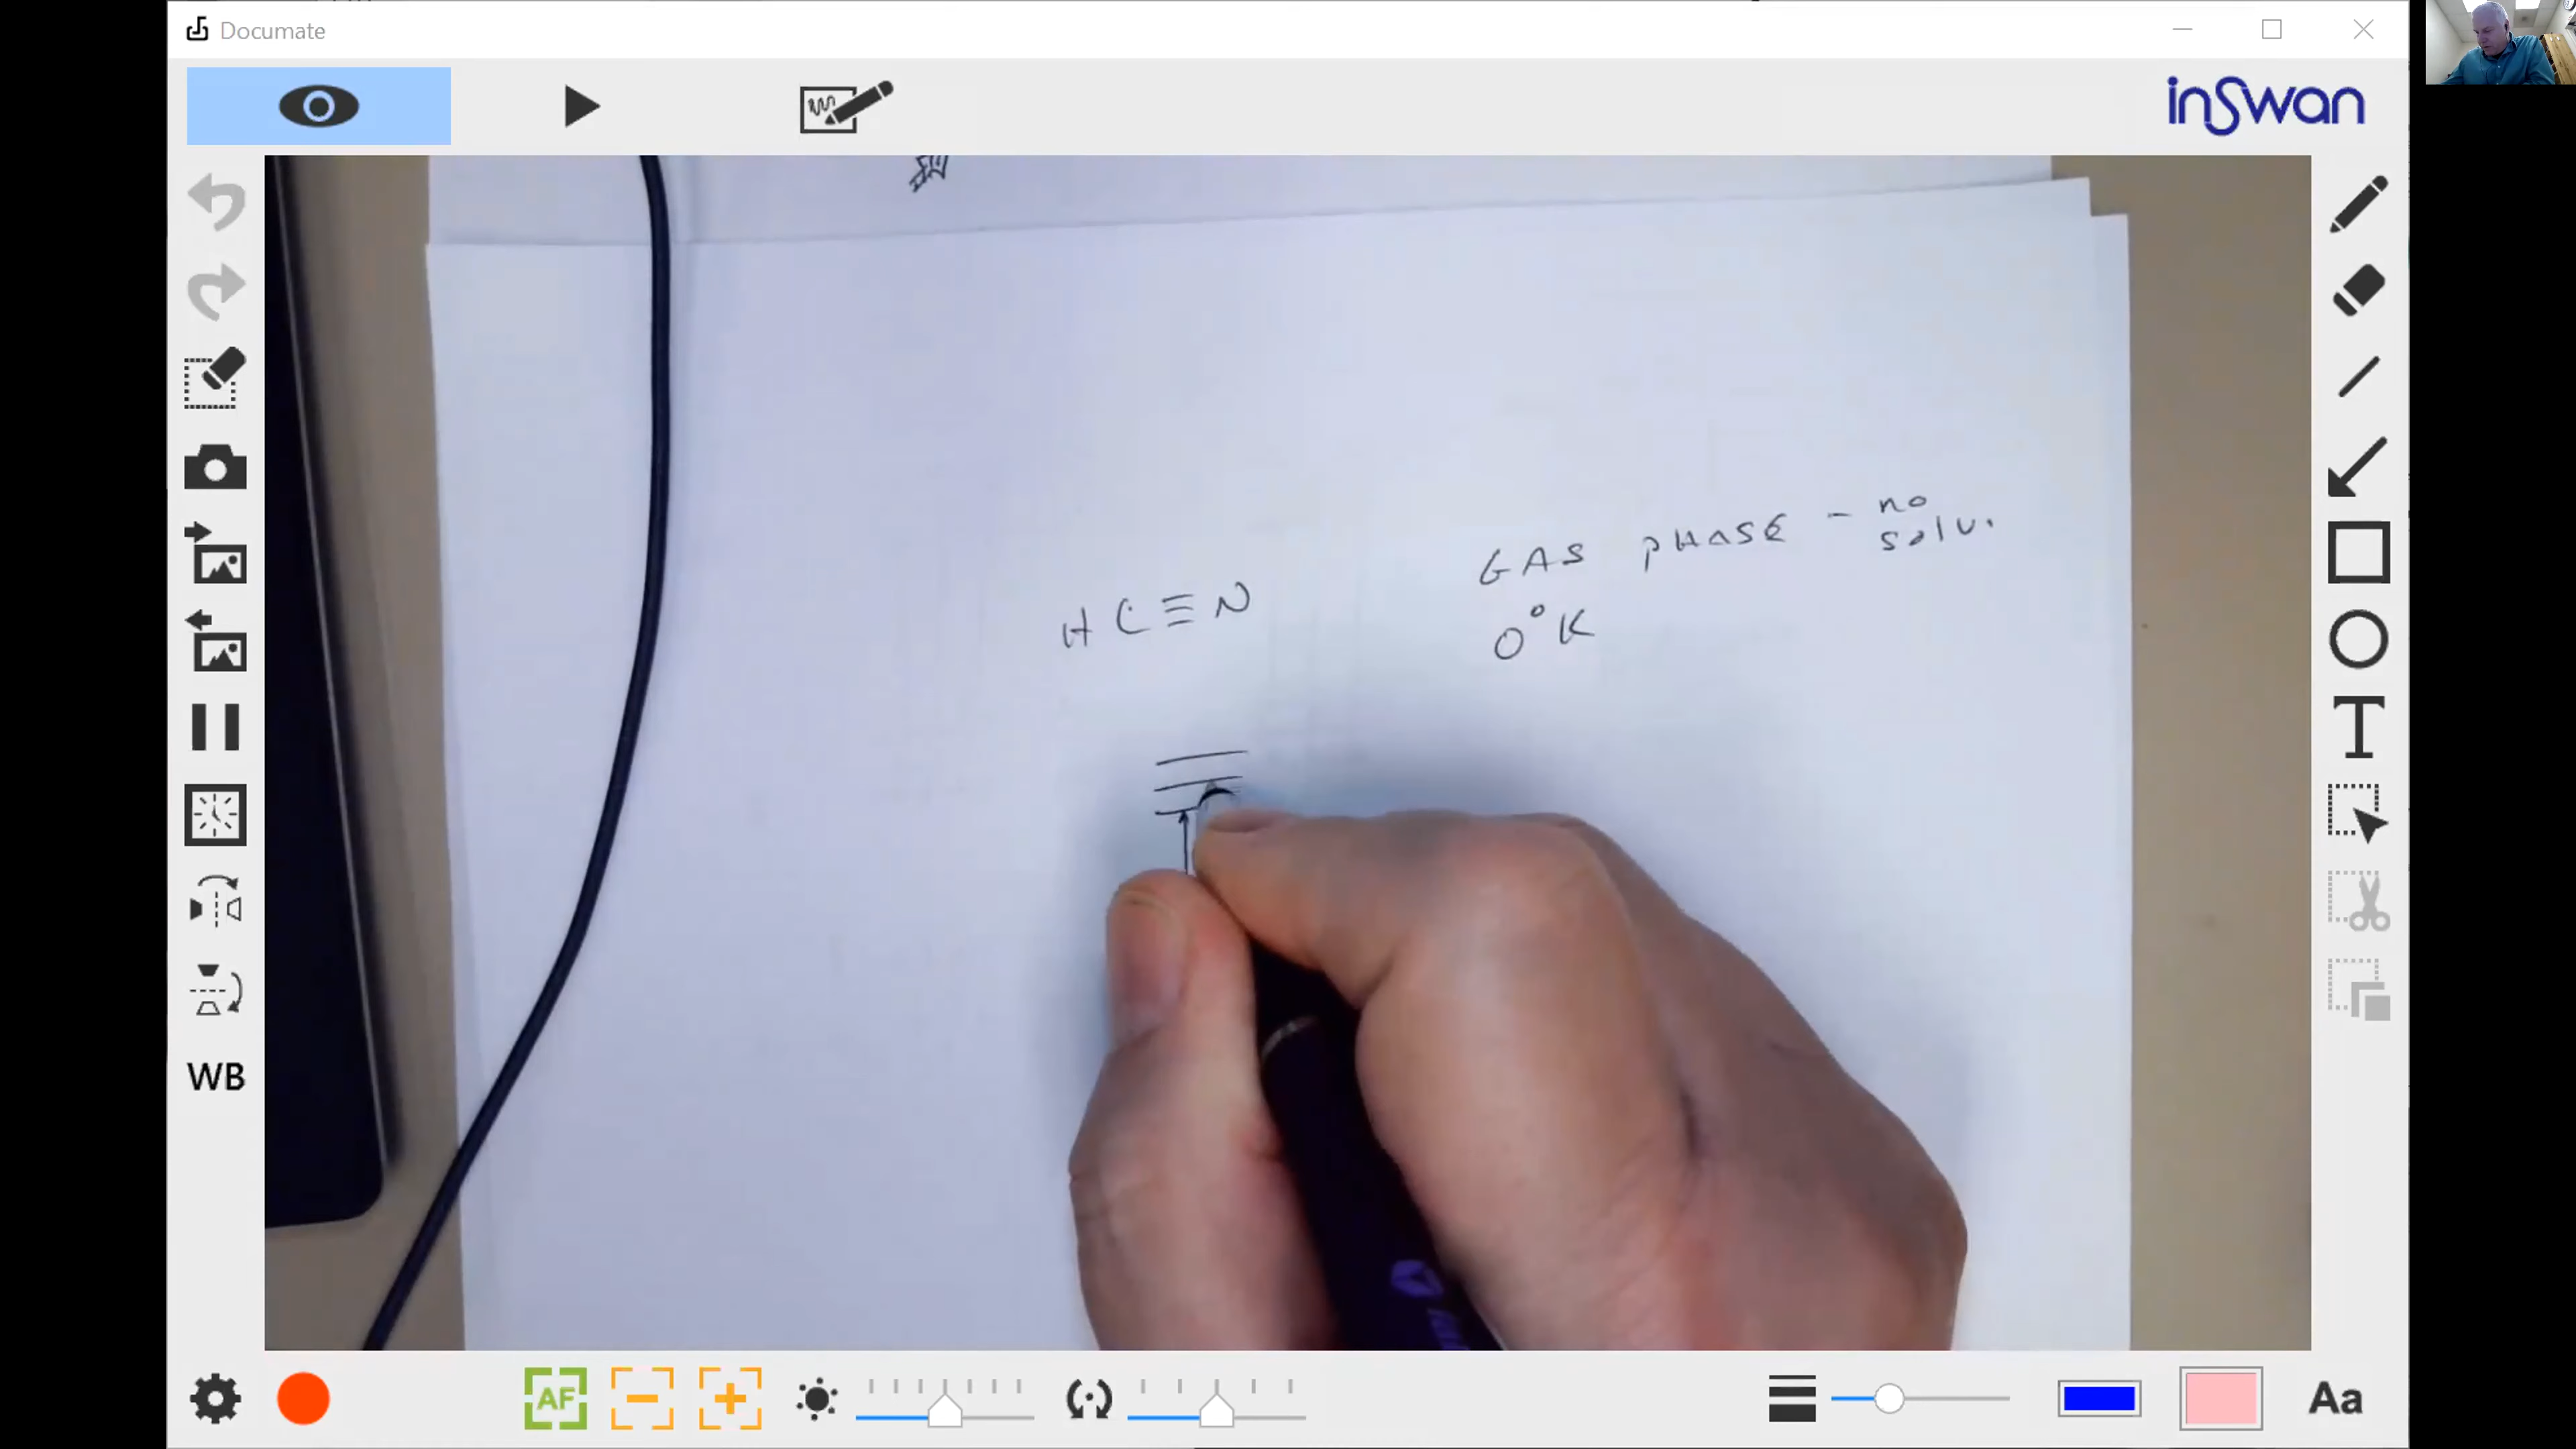 Documate
inswan
GAS PHASE - no solv.
HC≡N
0°K
WB
T
AF
Aa